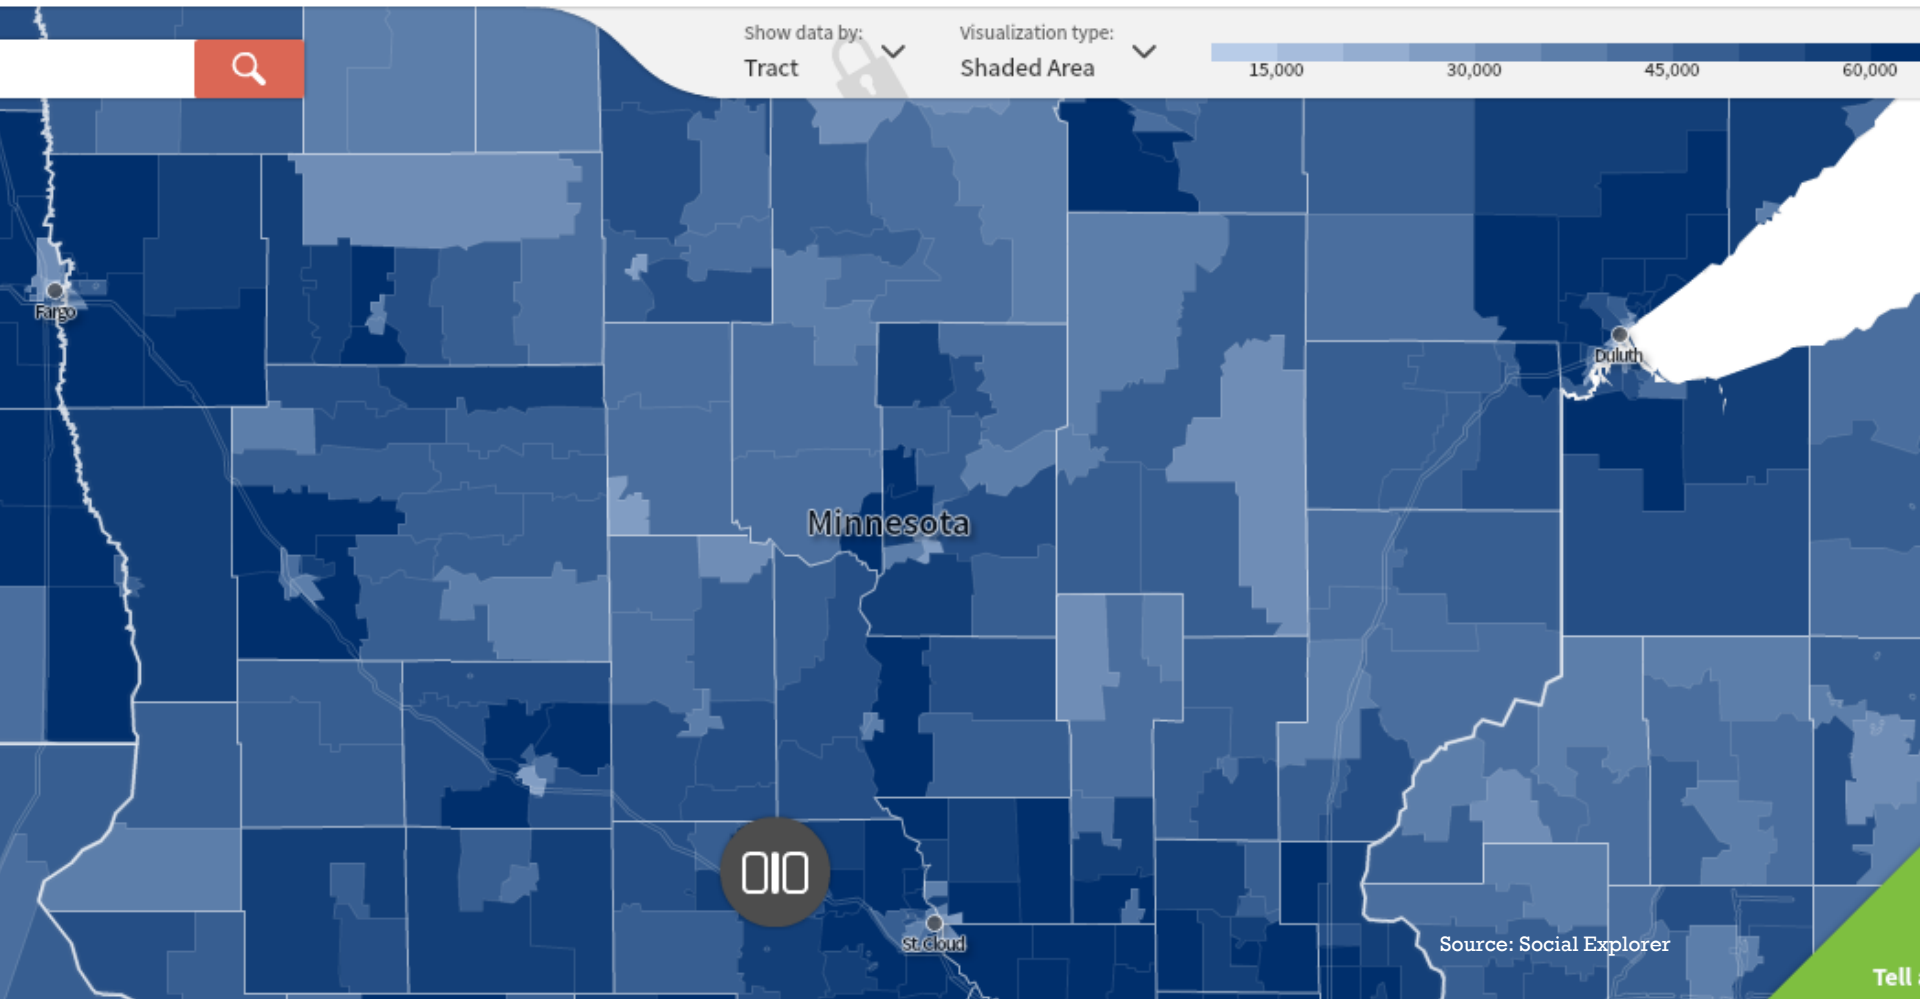 Show data by:
Tract
Visualization type:
Shaded Area
15,000 30,000 45,000 60,000
Fargo
Duluth
Minnesota
St Cloud
Source: Social Explorer
Tell